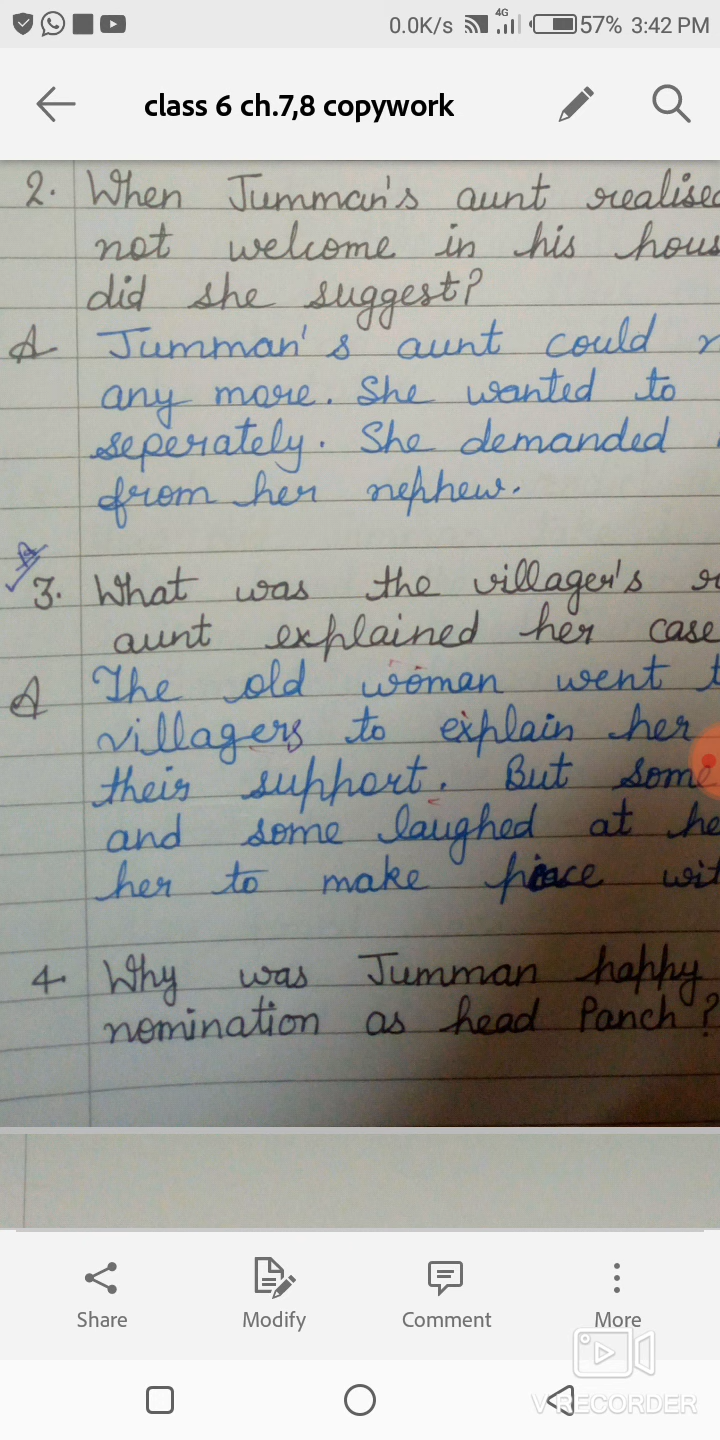 4G
0.0K/s 57% 3:42 PM
class 6 ch.7,8 copywork
2. When Jumman's aunt realised
not welcome in his hous
did she suggest?
A Jumman's aunt could
any more. She wanted to
seperately. She demanded
from her nephew.
3. What was the villager's
aunt explained her case
A The old woman went
villagers to explain her
their support. But some
and some laughed at he
her to make piece wit
4. Why was Jumman happy
nomination as head Panch?
Share Modify Comment More
V RECORDER